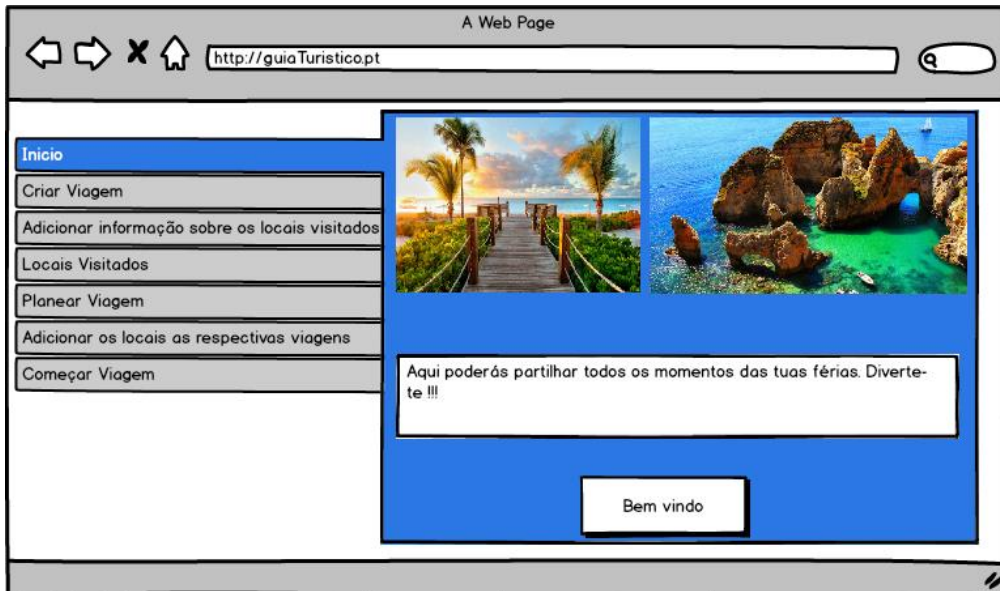 A Web Page
http://guiaTuristico.pt
Inicio
Criar Viagem
Adicionar informação sobre os locais visitados
Locais Visitados
Planear Viagem
Adicionar os locais as respectivas viagens
Começar Viagem
Aqui poderás partilhar todos os momentos das tuas férias. Diverte-
te !!!
Bem vindo